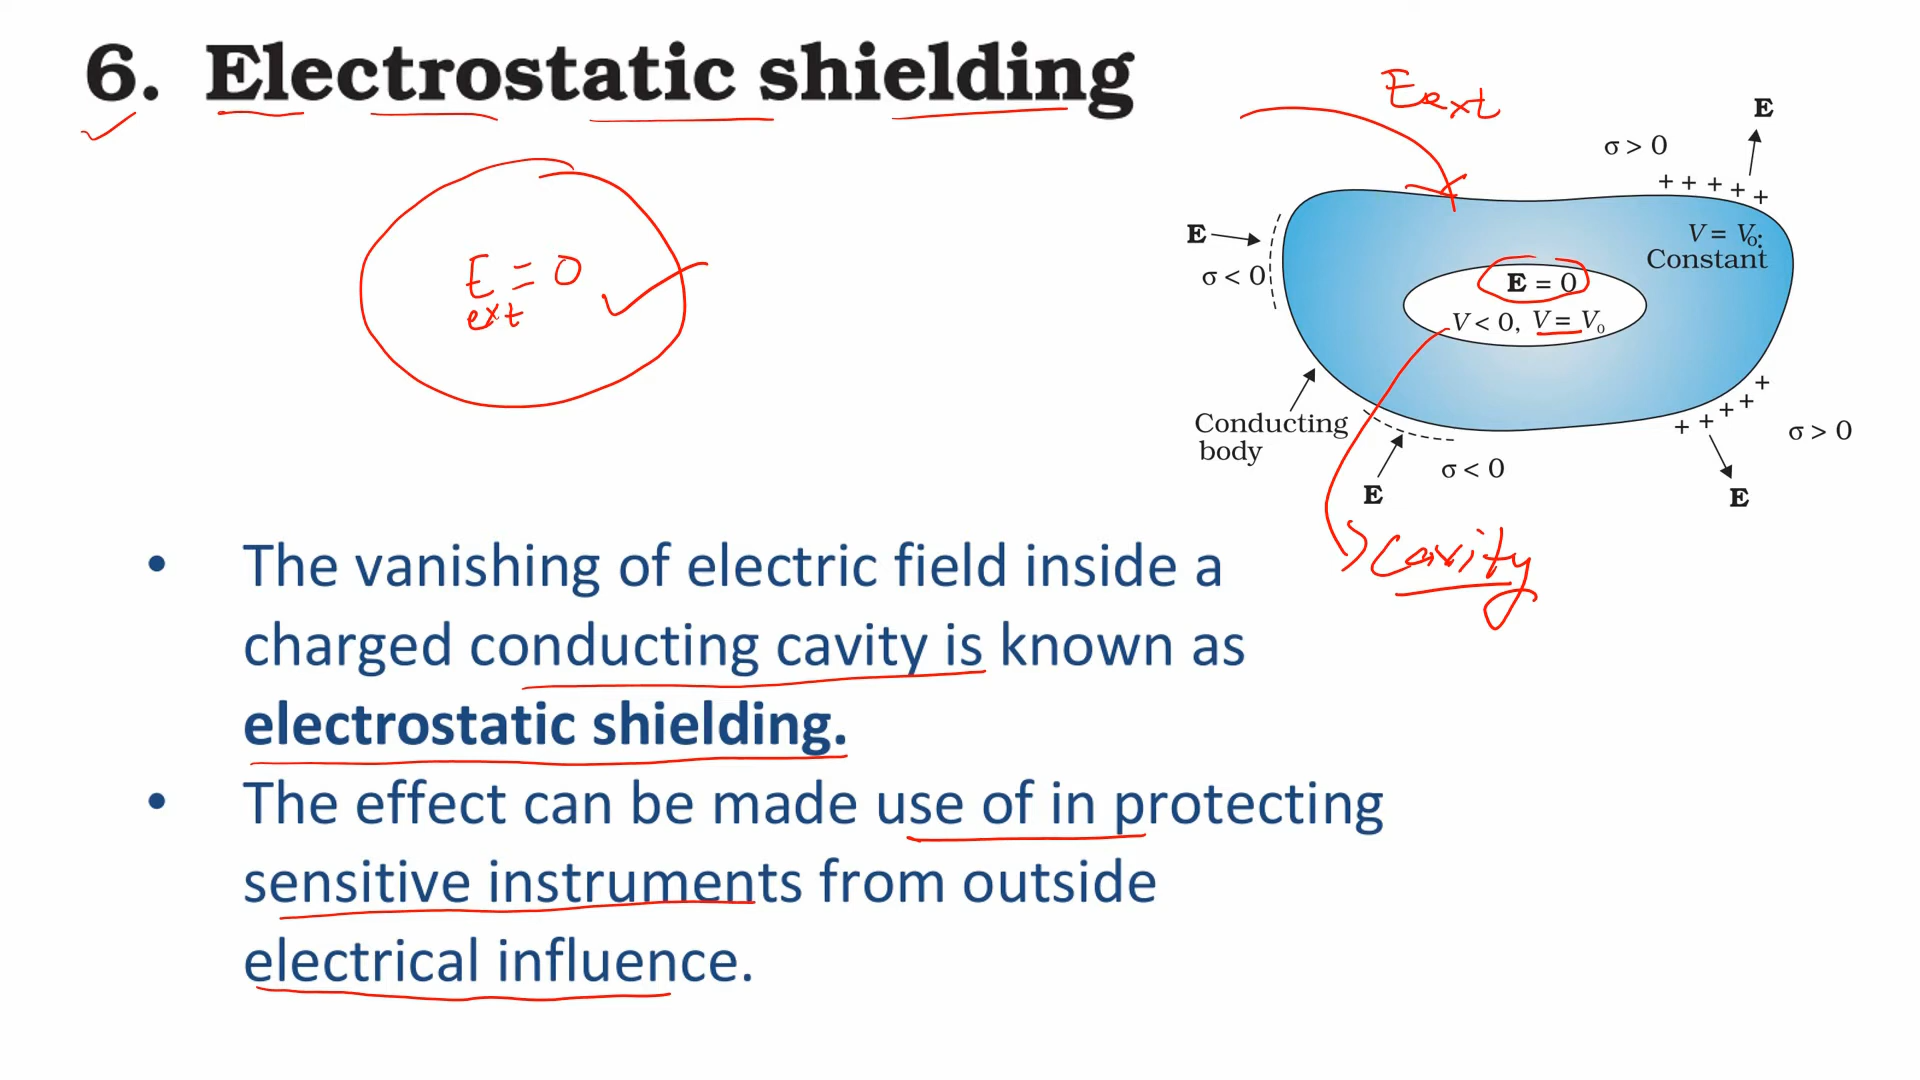 6. Electrostatic shielding
E = 0
ext
Eext
E
σ > 0
+ + + + +
E
σ < 0
V = V₀:
Constant
E = 0
V < 0, V = V₀
Conducting
body
E
σ < 0
+ + + + +
σ > 0
E
Cavity
• The vanishing of electric field inside a
charged conducting cavity is known as
electrostatic shielding.
• The effect can be made use of in protecting
sensitive instruments from outside
electrical influence.